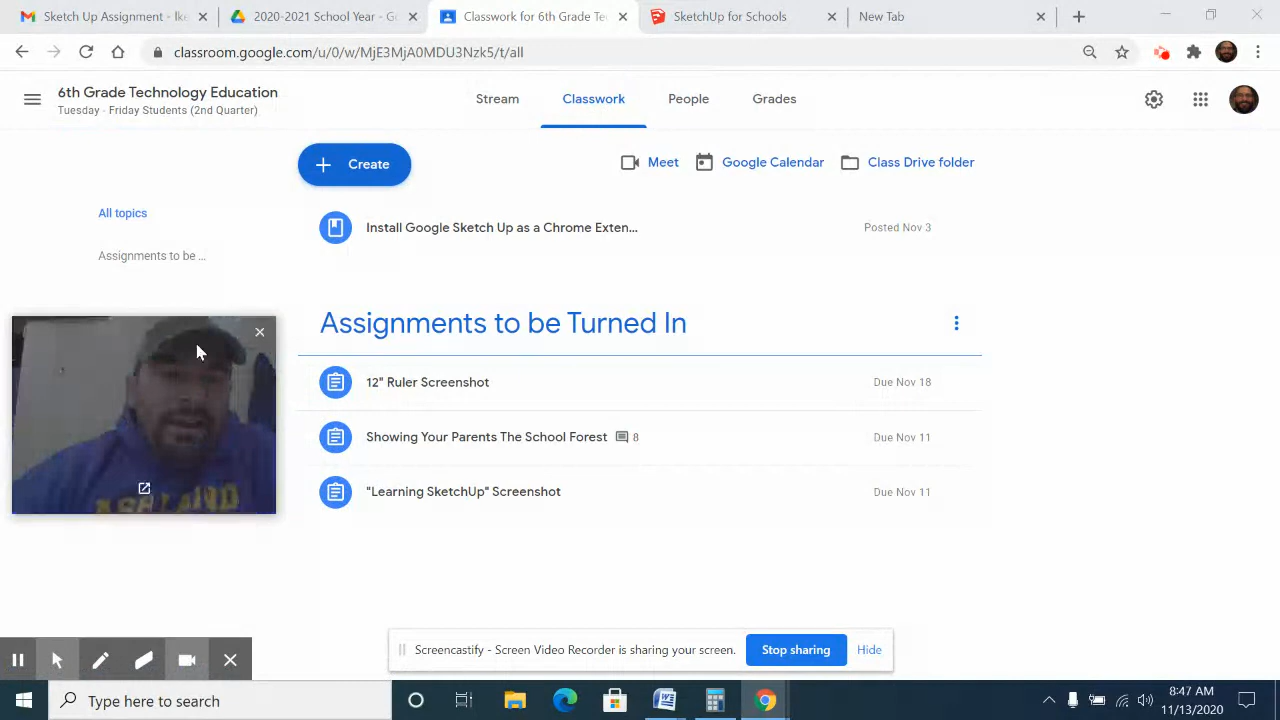 Sketch Up Assignment - Ik
2020-2021 School Year - G
Classwork for 6th Grade Te
SketchUp for Schools
New Tab
classroom.google.com/u/0/w/MjE3MjA0MDU3Nzk5/t/all
6th Grade Technology Education
Tuesday - Friday Students (2nd Quarter)
Stream
Classwork
People
Grades
Create
Meet
Google Calendar
Class Drive folder
All topics
Assignments to be ...
Install Google Sketch Up as a Chrome Exten...
Posted Nov 3
Assignments to be Turned In
12" Ruler Screenshot
Due Nov 18
Showing Your Parents The School Forest
8
Due Nov 11
"Learning SketchUp" Screenshot
Due Nov 11
ASHLAND
Screencastify - Screen Video Recorder is sharing your screen.
Stop sharing
Hide
Type here to search
8:47 AM
11/13/2020